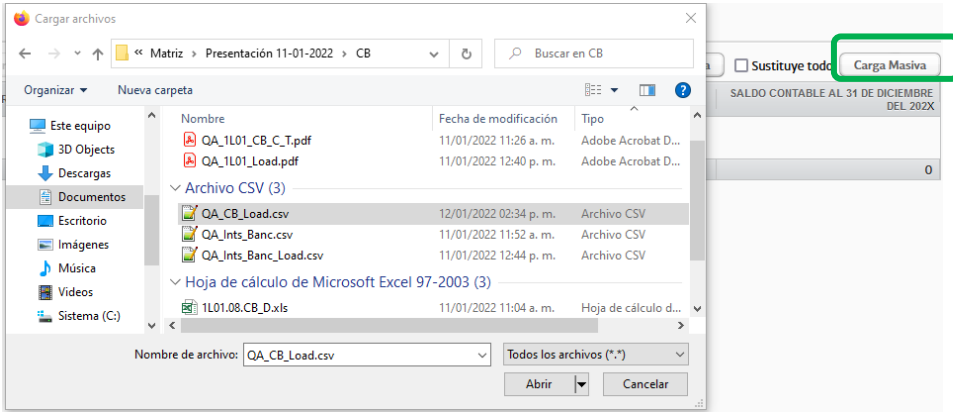 Cargar archivos
« Matriz > Presentación 11-01-2022 > CB
Buscar en CB
Organizar
Nueva carpeta
?
Este equipo
3D Objects
Descargas
Documentos
Escritorio
Imágenes
Música
Videos
Sistema (C:)
Nombre Fecha de modificación Tipo
QA_1L01_CB_C_T.pdf 11/01/2022 11:26 a. m. Adobe Acrobat D...
QA_1L01_Load.pdf 11/01/2022 12:40 p. m. Adobe Acrobat D...
Archivo CSV (3)
QA_CB_Load.csv 12/01/2022 02:34 p. m. Archivo CSV
QA_Ints_Banc.csv 11/01/2022 11:52 a. m. Archivo CSV
QA_Ints_Banc_Load.csv 11/01/2022 12:44 p. m. Archivo CSV
Hoja de cálculo de Microsoft Excel 97-2003 (3)
1L01.08.CB_D.xls 11/01/2022 11:04 a. m. Hoja de cálculo d...
Nombre de archivo: QA_CB_Load.csv Todos los archivos (*.*)
Abrir Cancelar
a Sustituye todo Carga Masiva
SALDO CONTABLE AL 31 DE DICIEMBRE
DEL 202X
0